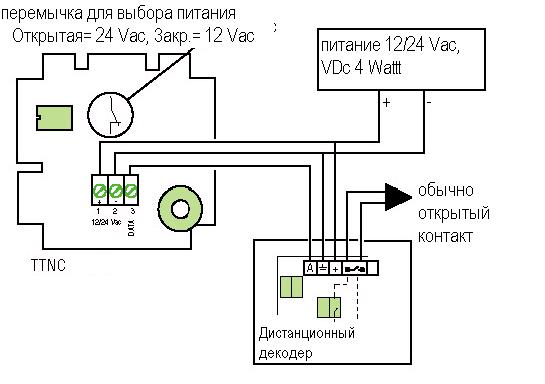 перемычка для выбора питания
Открытая= 24 Vac, Закр.= 12 Vac
питание 12/24 Vac,
VDc 4 Wattt
+ -
1 2 3
+ -
12/24 Vac
DATA
обычно
открытый
контакт
TTNC
A +
Дистанционный
декодер